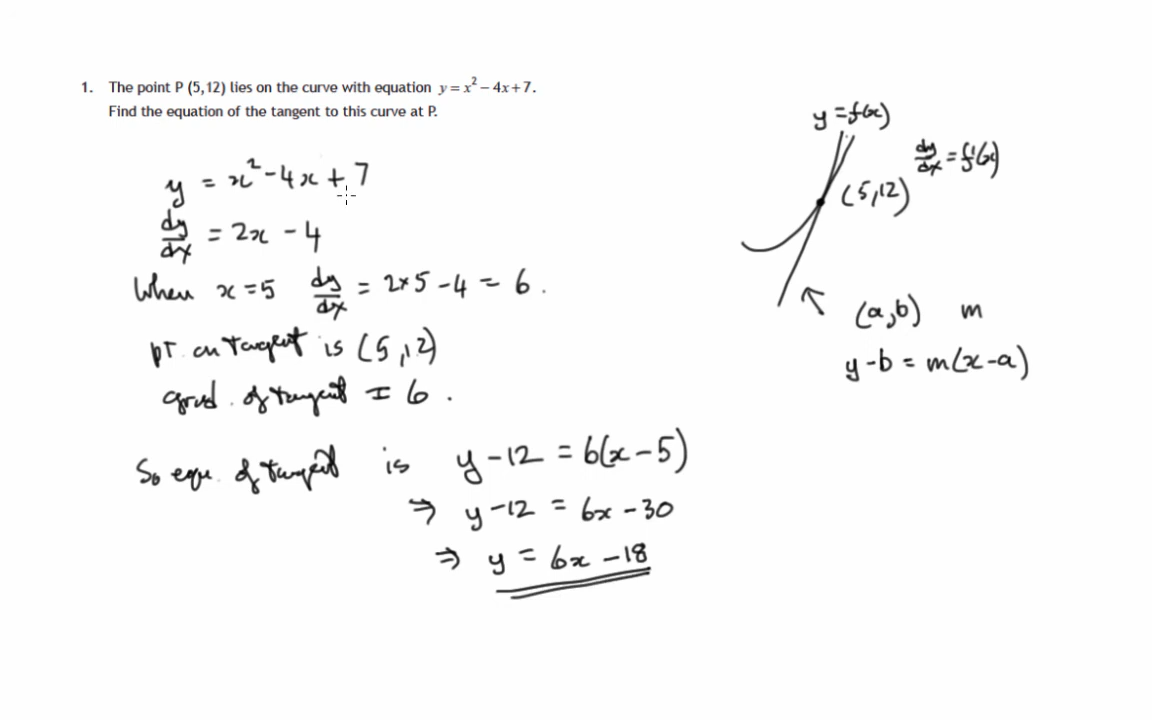 1. The point P (5,12) lies on the curve with equation y = x² − 4x + 7.
Find the equation of the tangent to this curve at P.
y = x² − 4x + 7
dy/dx = 2x − 4
When x = 5 dy/dx = 2×5 − 4 = 6.
pt. on tangent is (5,12)
grad. of tangent = 6.
So equ. of tangent is y − 12 = 6(x − 5)
⇒ y − 12 = 6x − 30
⇒ y = 6x − 18
y = f(x)
dy/dx = f'(x)
(5,12)
(a,b) m
y − b = m(x − a)